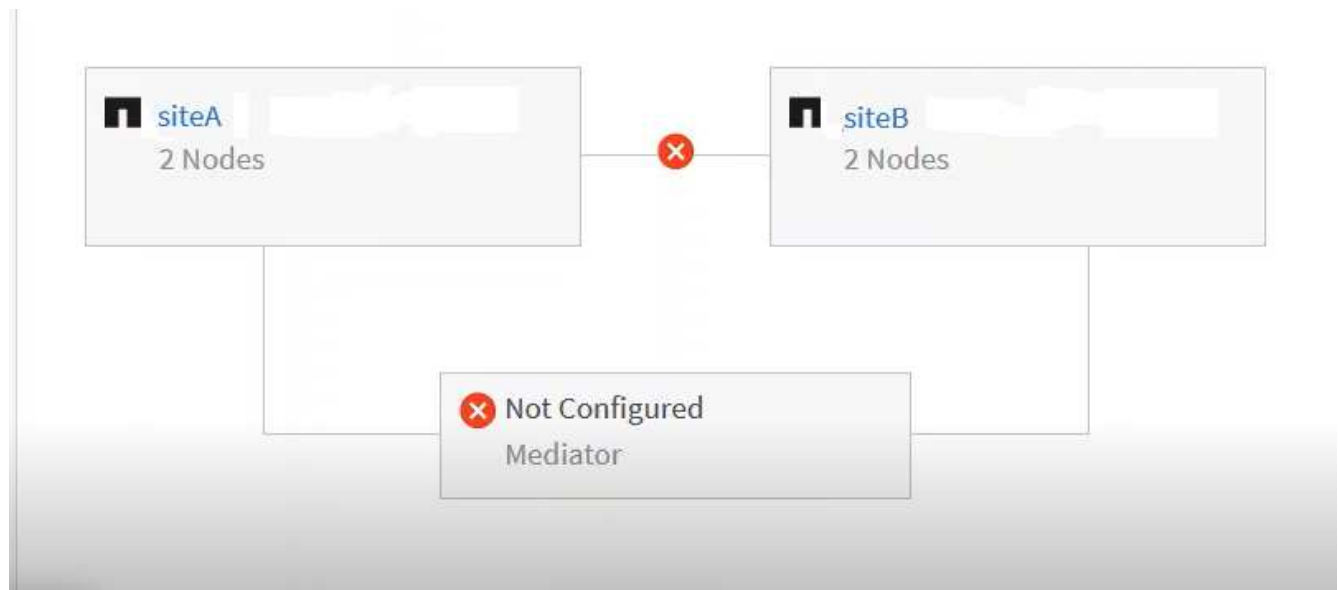 siteA
2 Nodes
siteB
2 Nodes
Not Configured
Mediator